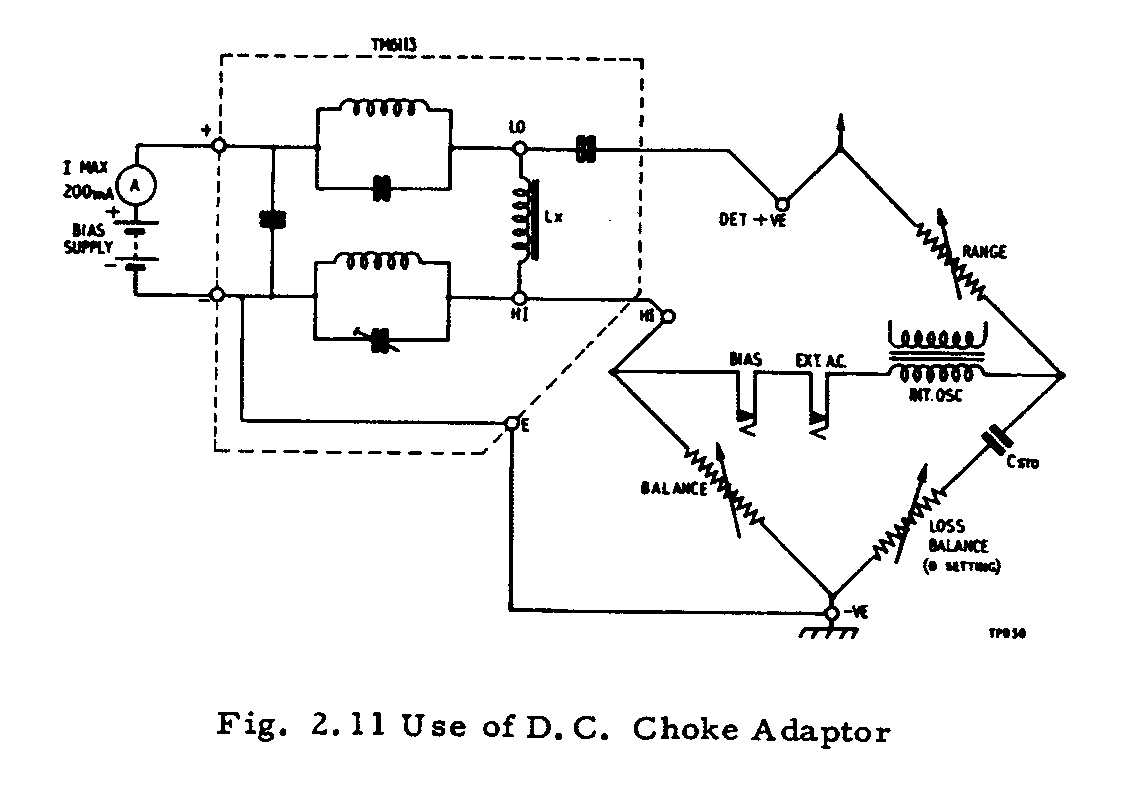 TM6113
+
LO
I MAX
200mA
A
+
BIAS
SUPPLY
-
Lx
DET +VE
RANGE
-
HI
HI
BIAS
EXT. A.C.
INT. OSC
E
CSTD
BALANCE
LOSS
BALANCE
(Q SETTING)
-VE
Fig. 2.11 Use of D. C. Choke Adaptor